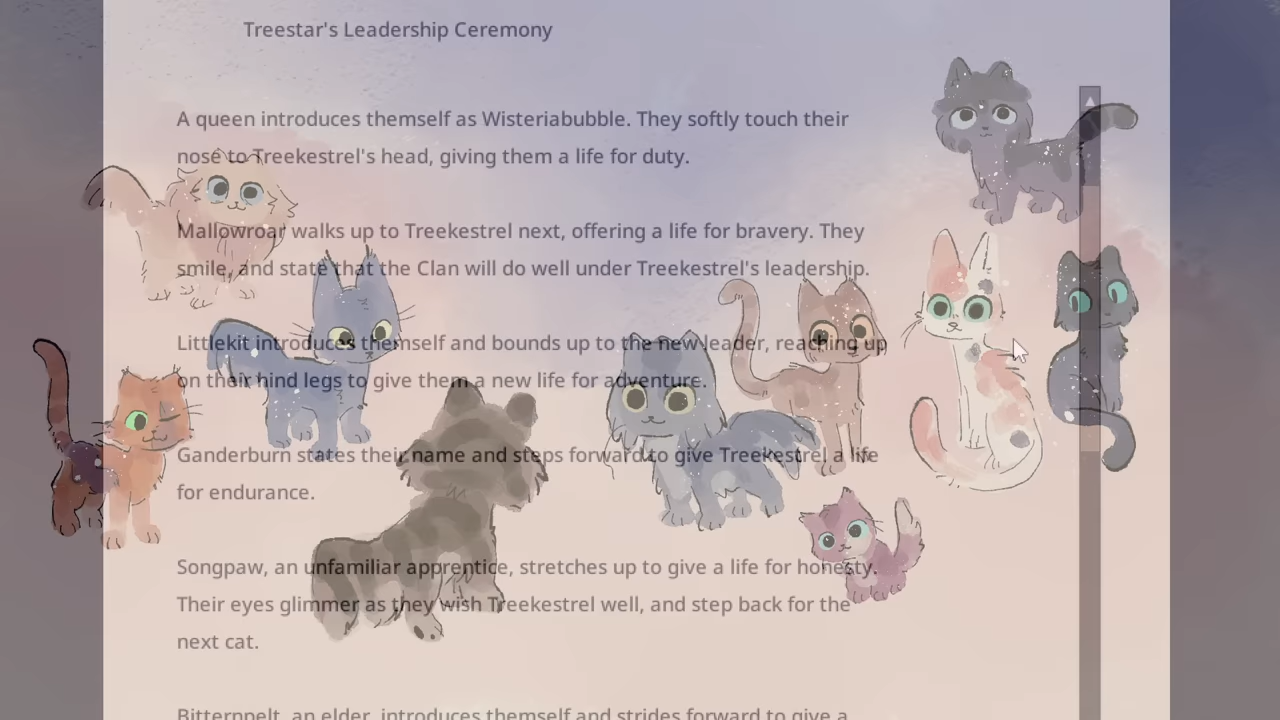 Treestar's Leadership Ceremony
A queen introduces themself as Wisteriabubble. They softly touch their
nose to Treekestrel's head, giving them a life for duty.
Mallowroar walks up to Treekestrel next, offering a life for bravery. They
smile, and state that the Clan will do well under Treekestrel's leadership.
Littlekit introduces themself and bounds up to the new leader, reaching up
on their hind legs to give them a new life for adventure.
Ganderburn states their name and steps forward to give Treekestrel a life
for endurance.
Songpaw, an unfamiliar apprentice, stretches up to give a life for honesty.
Their eyes glimmer as they wish Treekestrel well, and step back for the
next cat.
Bitternpelt, an elder, introduces themself and strides forward to give a